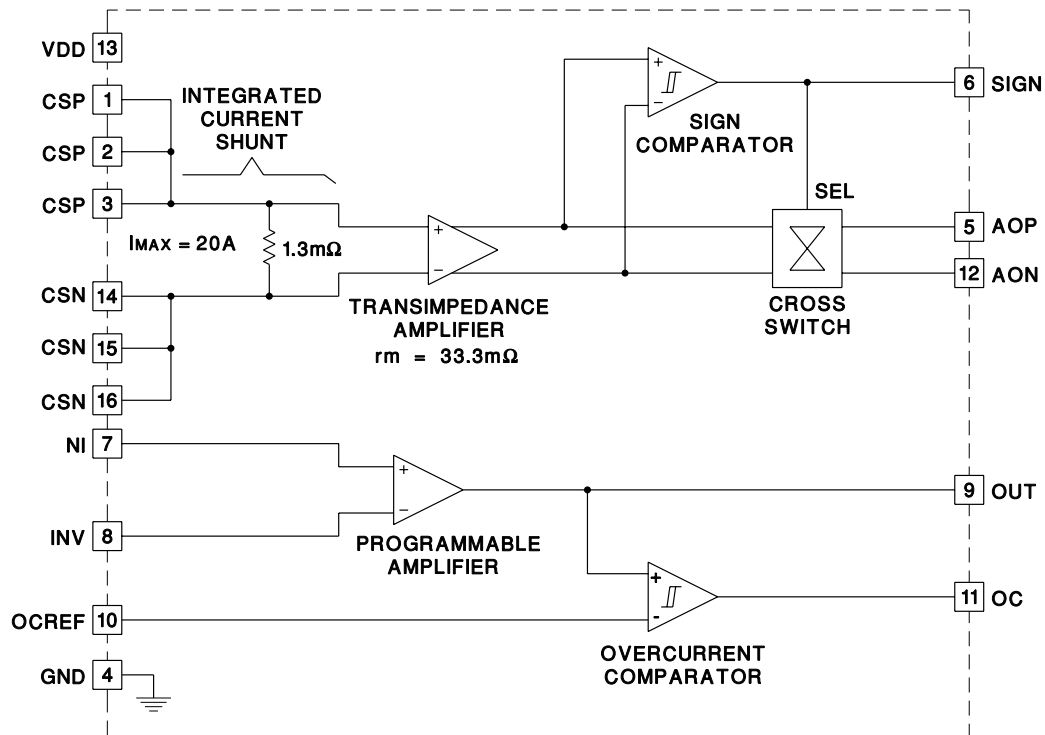 VDD 13
CSP 1
CSP 2
CSP 3
INTEGRATED
CURRENT
SHUNT
IMAX = 20A
1.3mΩ
CSN 14
CSN 15
CSN 16
+
−
TRANSIMPEDANCE
AMPLIFIER
rm = 33.3mΩ
+
−
SIGN
COMPARATOR
6 SIGN
SEL
5 AOP
12 AON
CROSS
SWITCH
NI 7
INV 8
+
−
PROGRAMMABLE
AMPLIFIER
9 OUT
OCREF 10
+
-
11 OC
OVERCURRENT
COMPARATOR
GND 4